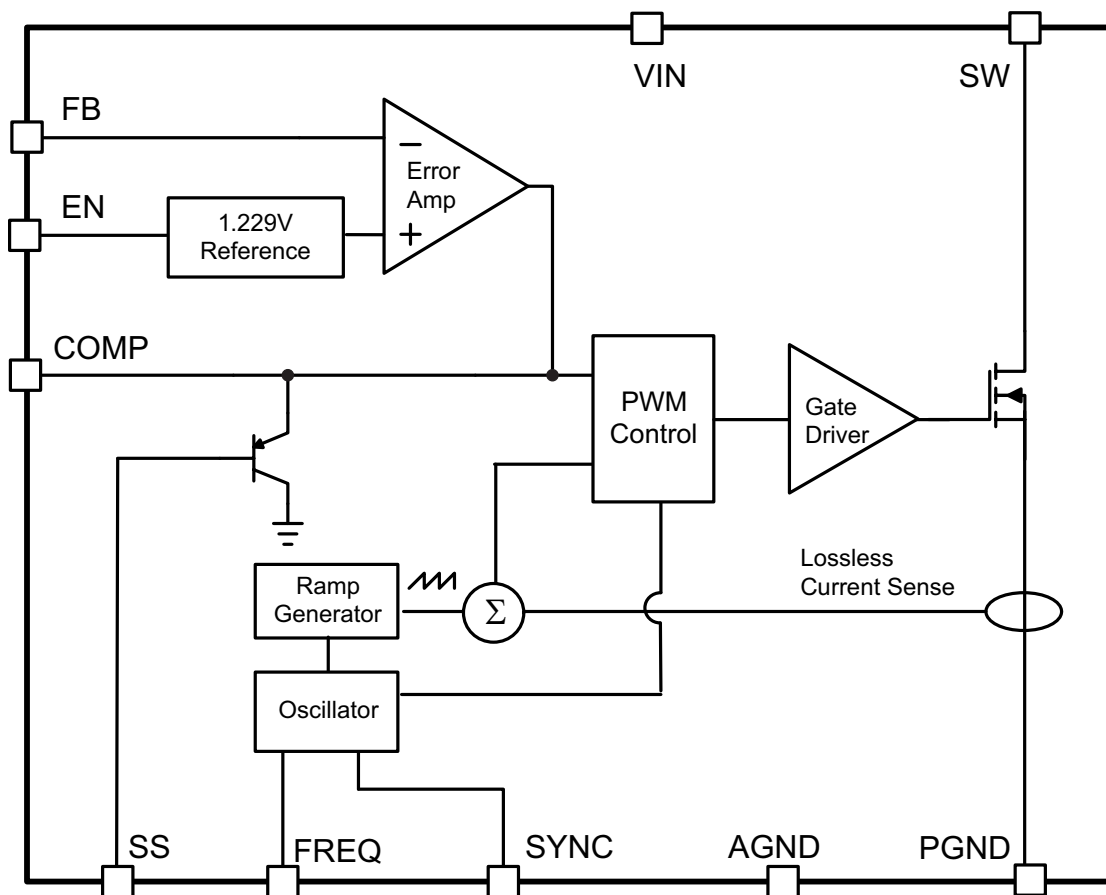 VIN
SW
FB
Error
Amp
EN
1.229V
Reference
COMP
PWM
Control
Gate
Driver
Lossless
Current Sense
Ramp
Generator
Σ
Oscillator
SS
FREQ
SYNC
AGND
PGND